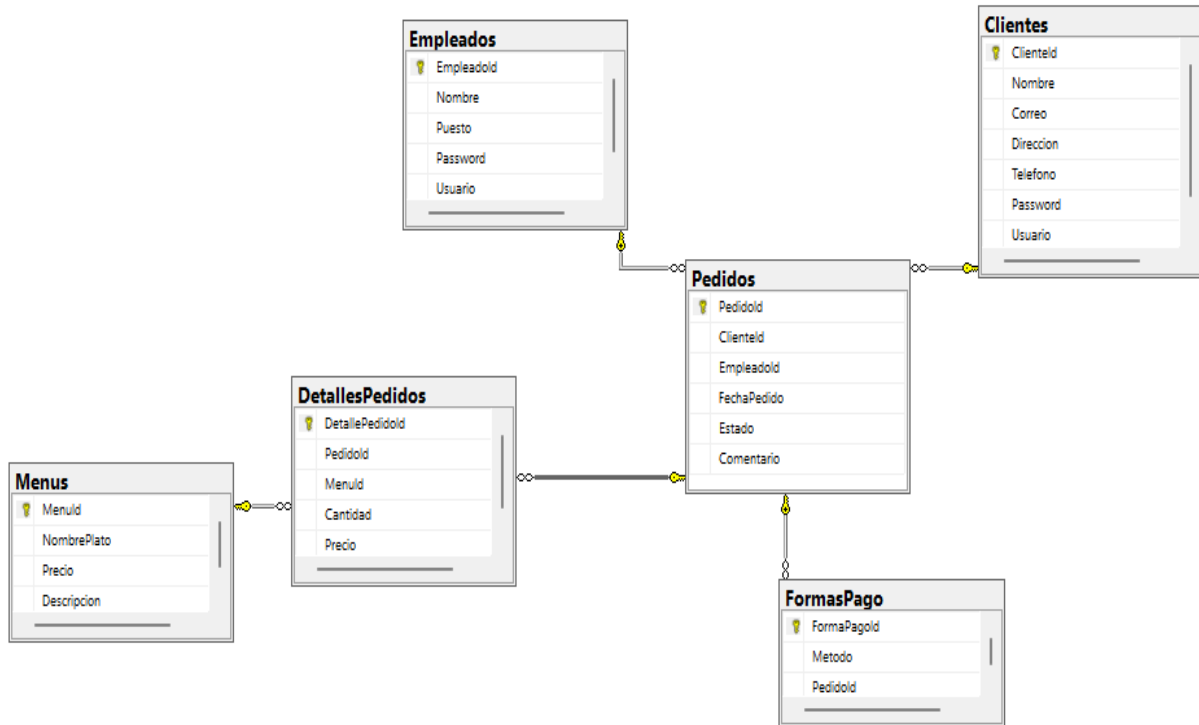 Empleados
EmpleadoId
Nombre
Puesto
Password
Usuario
Clientes
ClienteId
Nombre
Correo
Direccion
Telefono
Password
Usuario
Pedidos
PedidoId
ClienteId
EmpleadoId
FechaPedido
Estado
Comentario
DetallesPedidos
DetallePedidoId
PedidoId
MenuId
Cantidad
Precio
Menus
MenuId
NombrePlato
Precio
Descripcion
FormasPago
FormaPagoId
Metodo
PedidoId